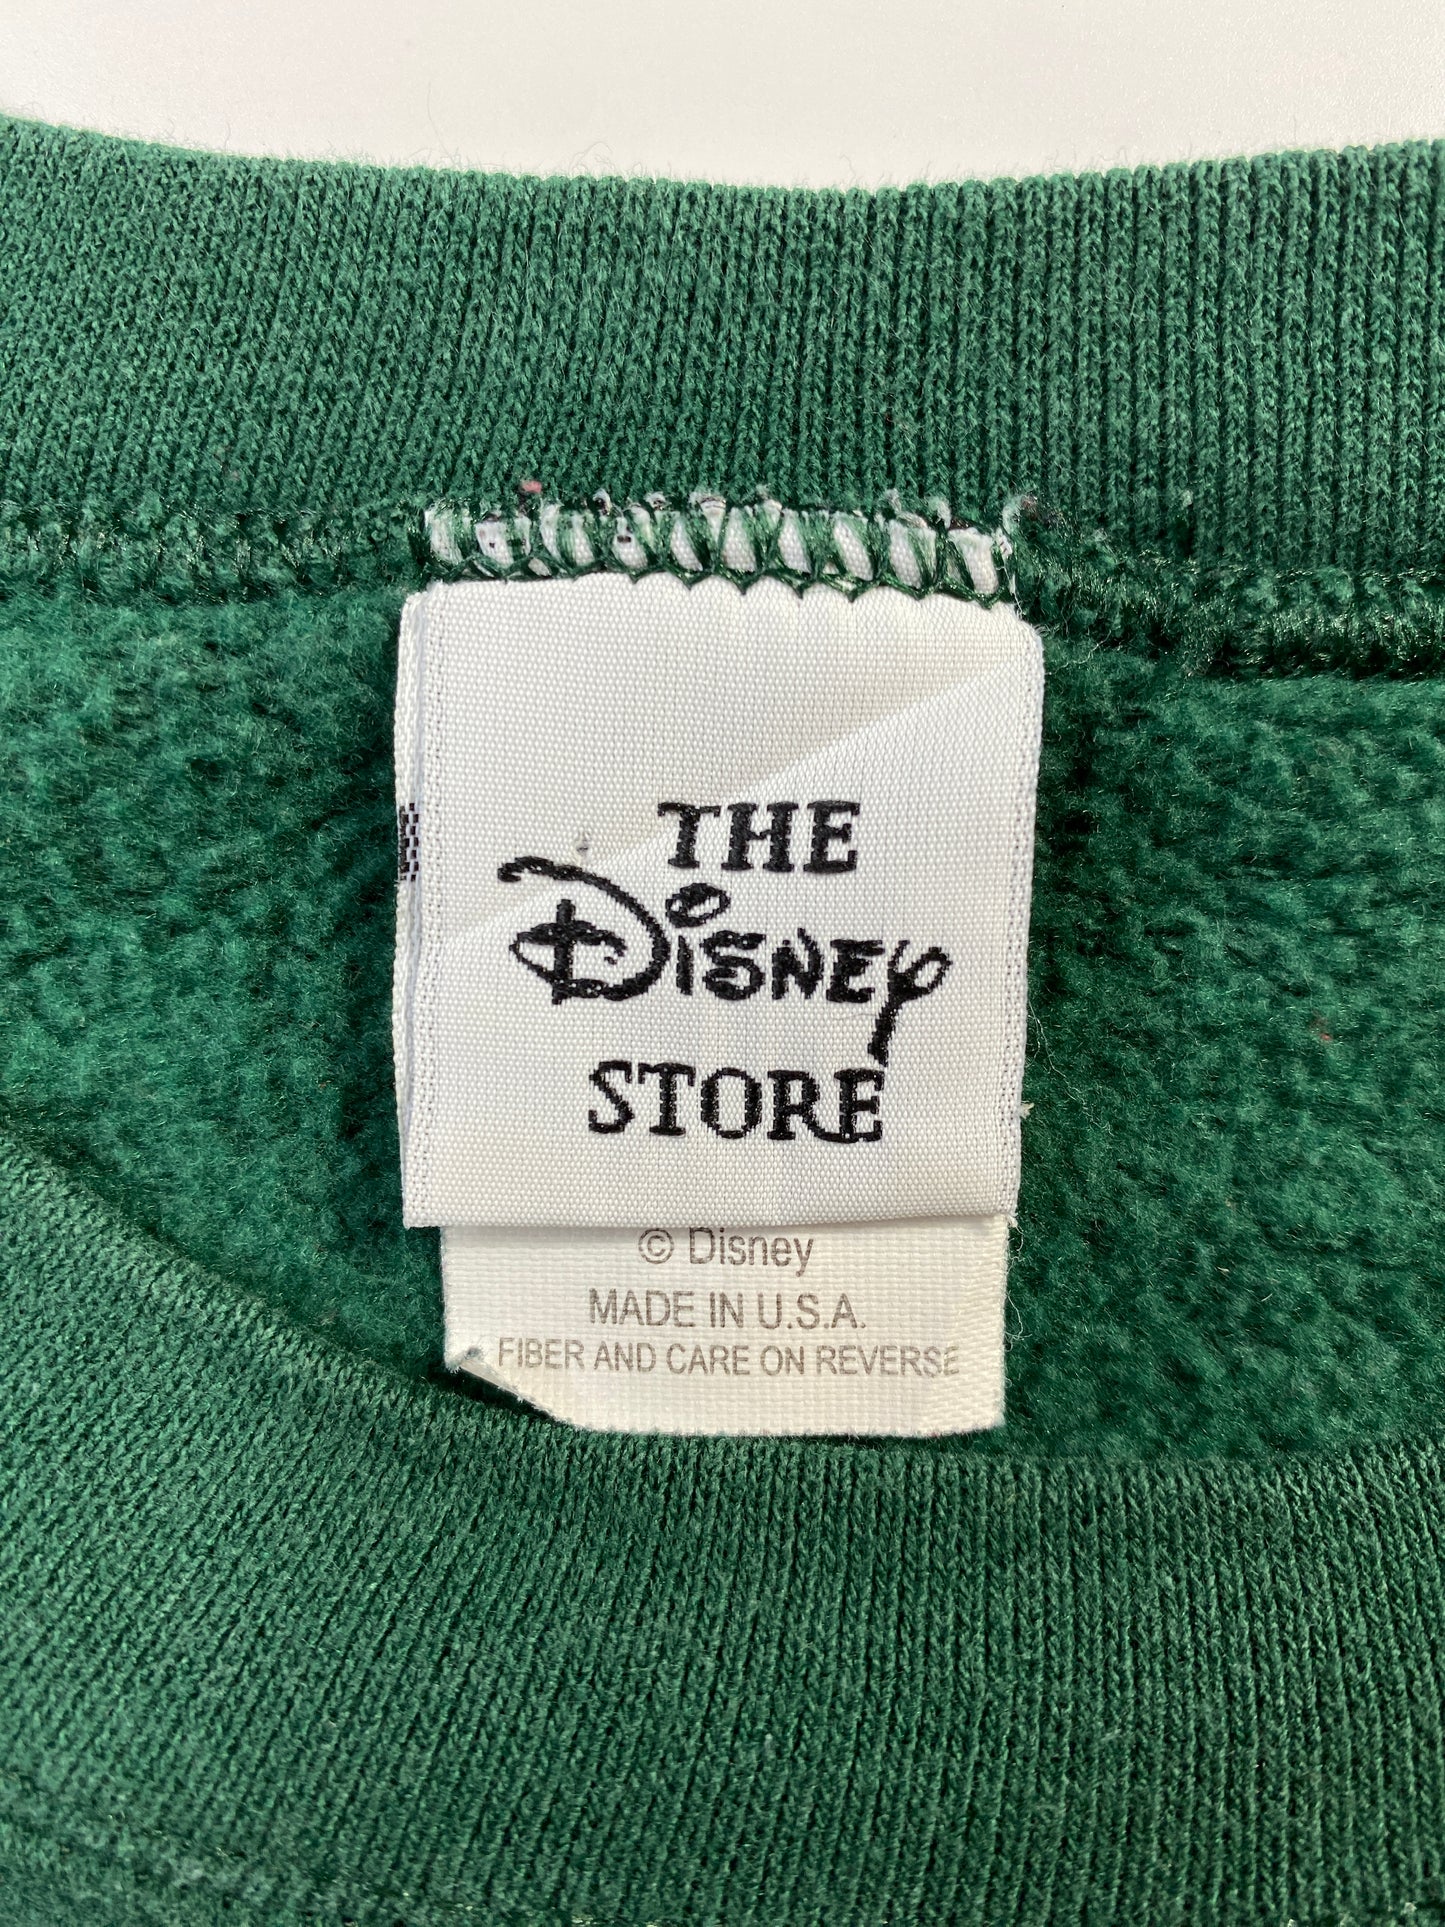 THE
Disney
STORE
© Disney
MADE IN U.S.A.
FIBER AND CARE ON REVERSE